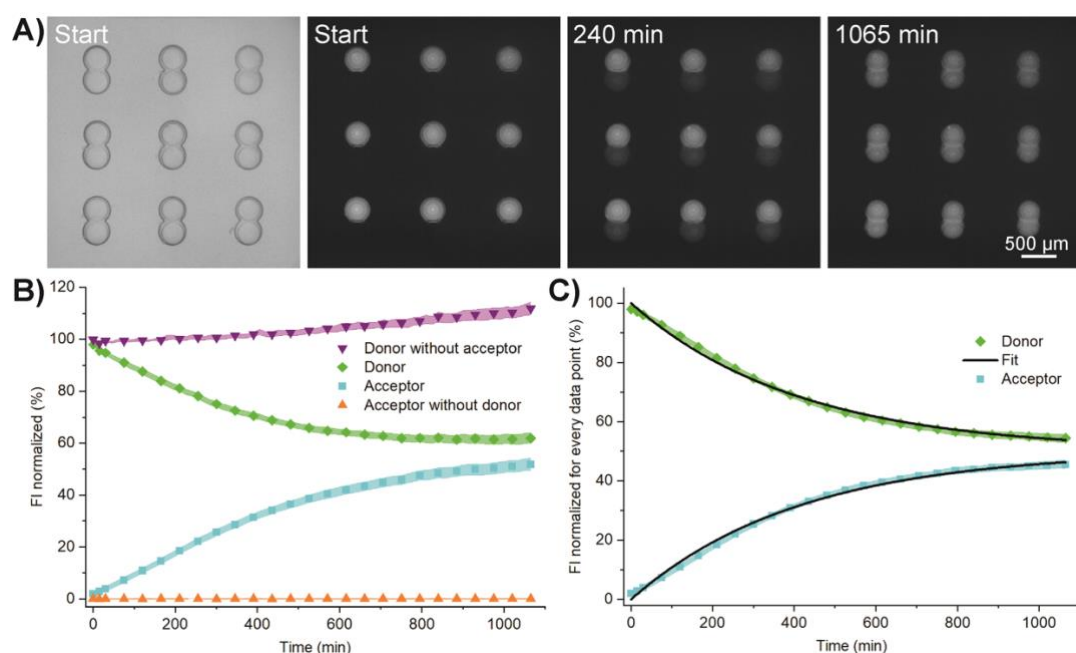 A)
Start
Start
240 min
1065 min
500 µm
B)
120
100
80
60
40
20
0
FI normalized (%)
Donor without acceptor
Donor
Acceptor
Acceptor without donor
0 200 400 600 800 1000
Time (min)
C)
100
80
60
40
20
0
FI normalized for every data point (%)
Donor
Fit
Acceptor
0 200 400 600 800 1000
Time (min)